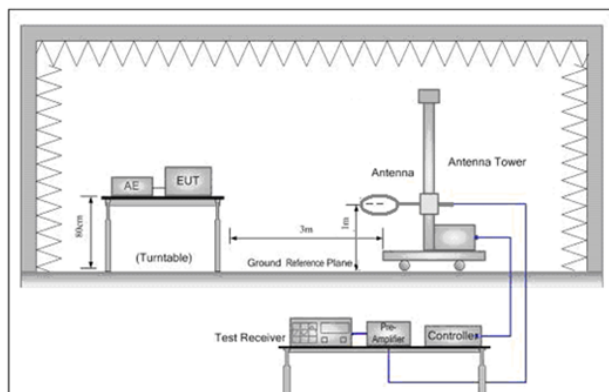 Antenna
Antenna Tower
AE
EUT
80cm
(Turntable)
3m
1m
Ground Reference Plane
Test Receiver
Pre-
Amplifier
Controller